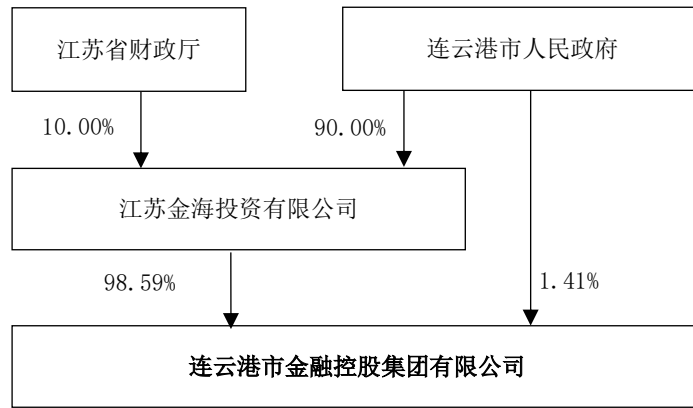 江苏省财政厅
连云港市人民政府
10.00%
90.00%
江苏金海投资有限公司
98.59%
1.41%
连云港市金融控股集团有限公司